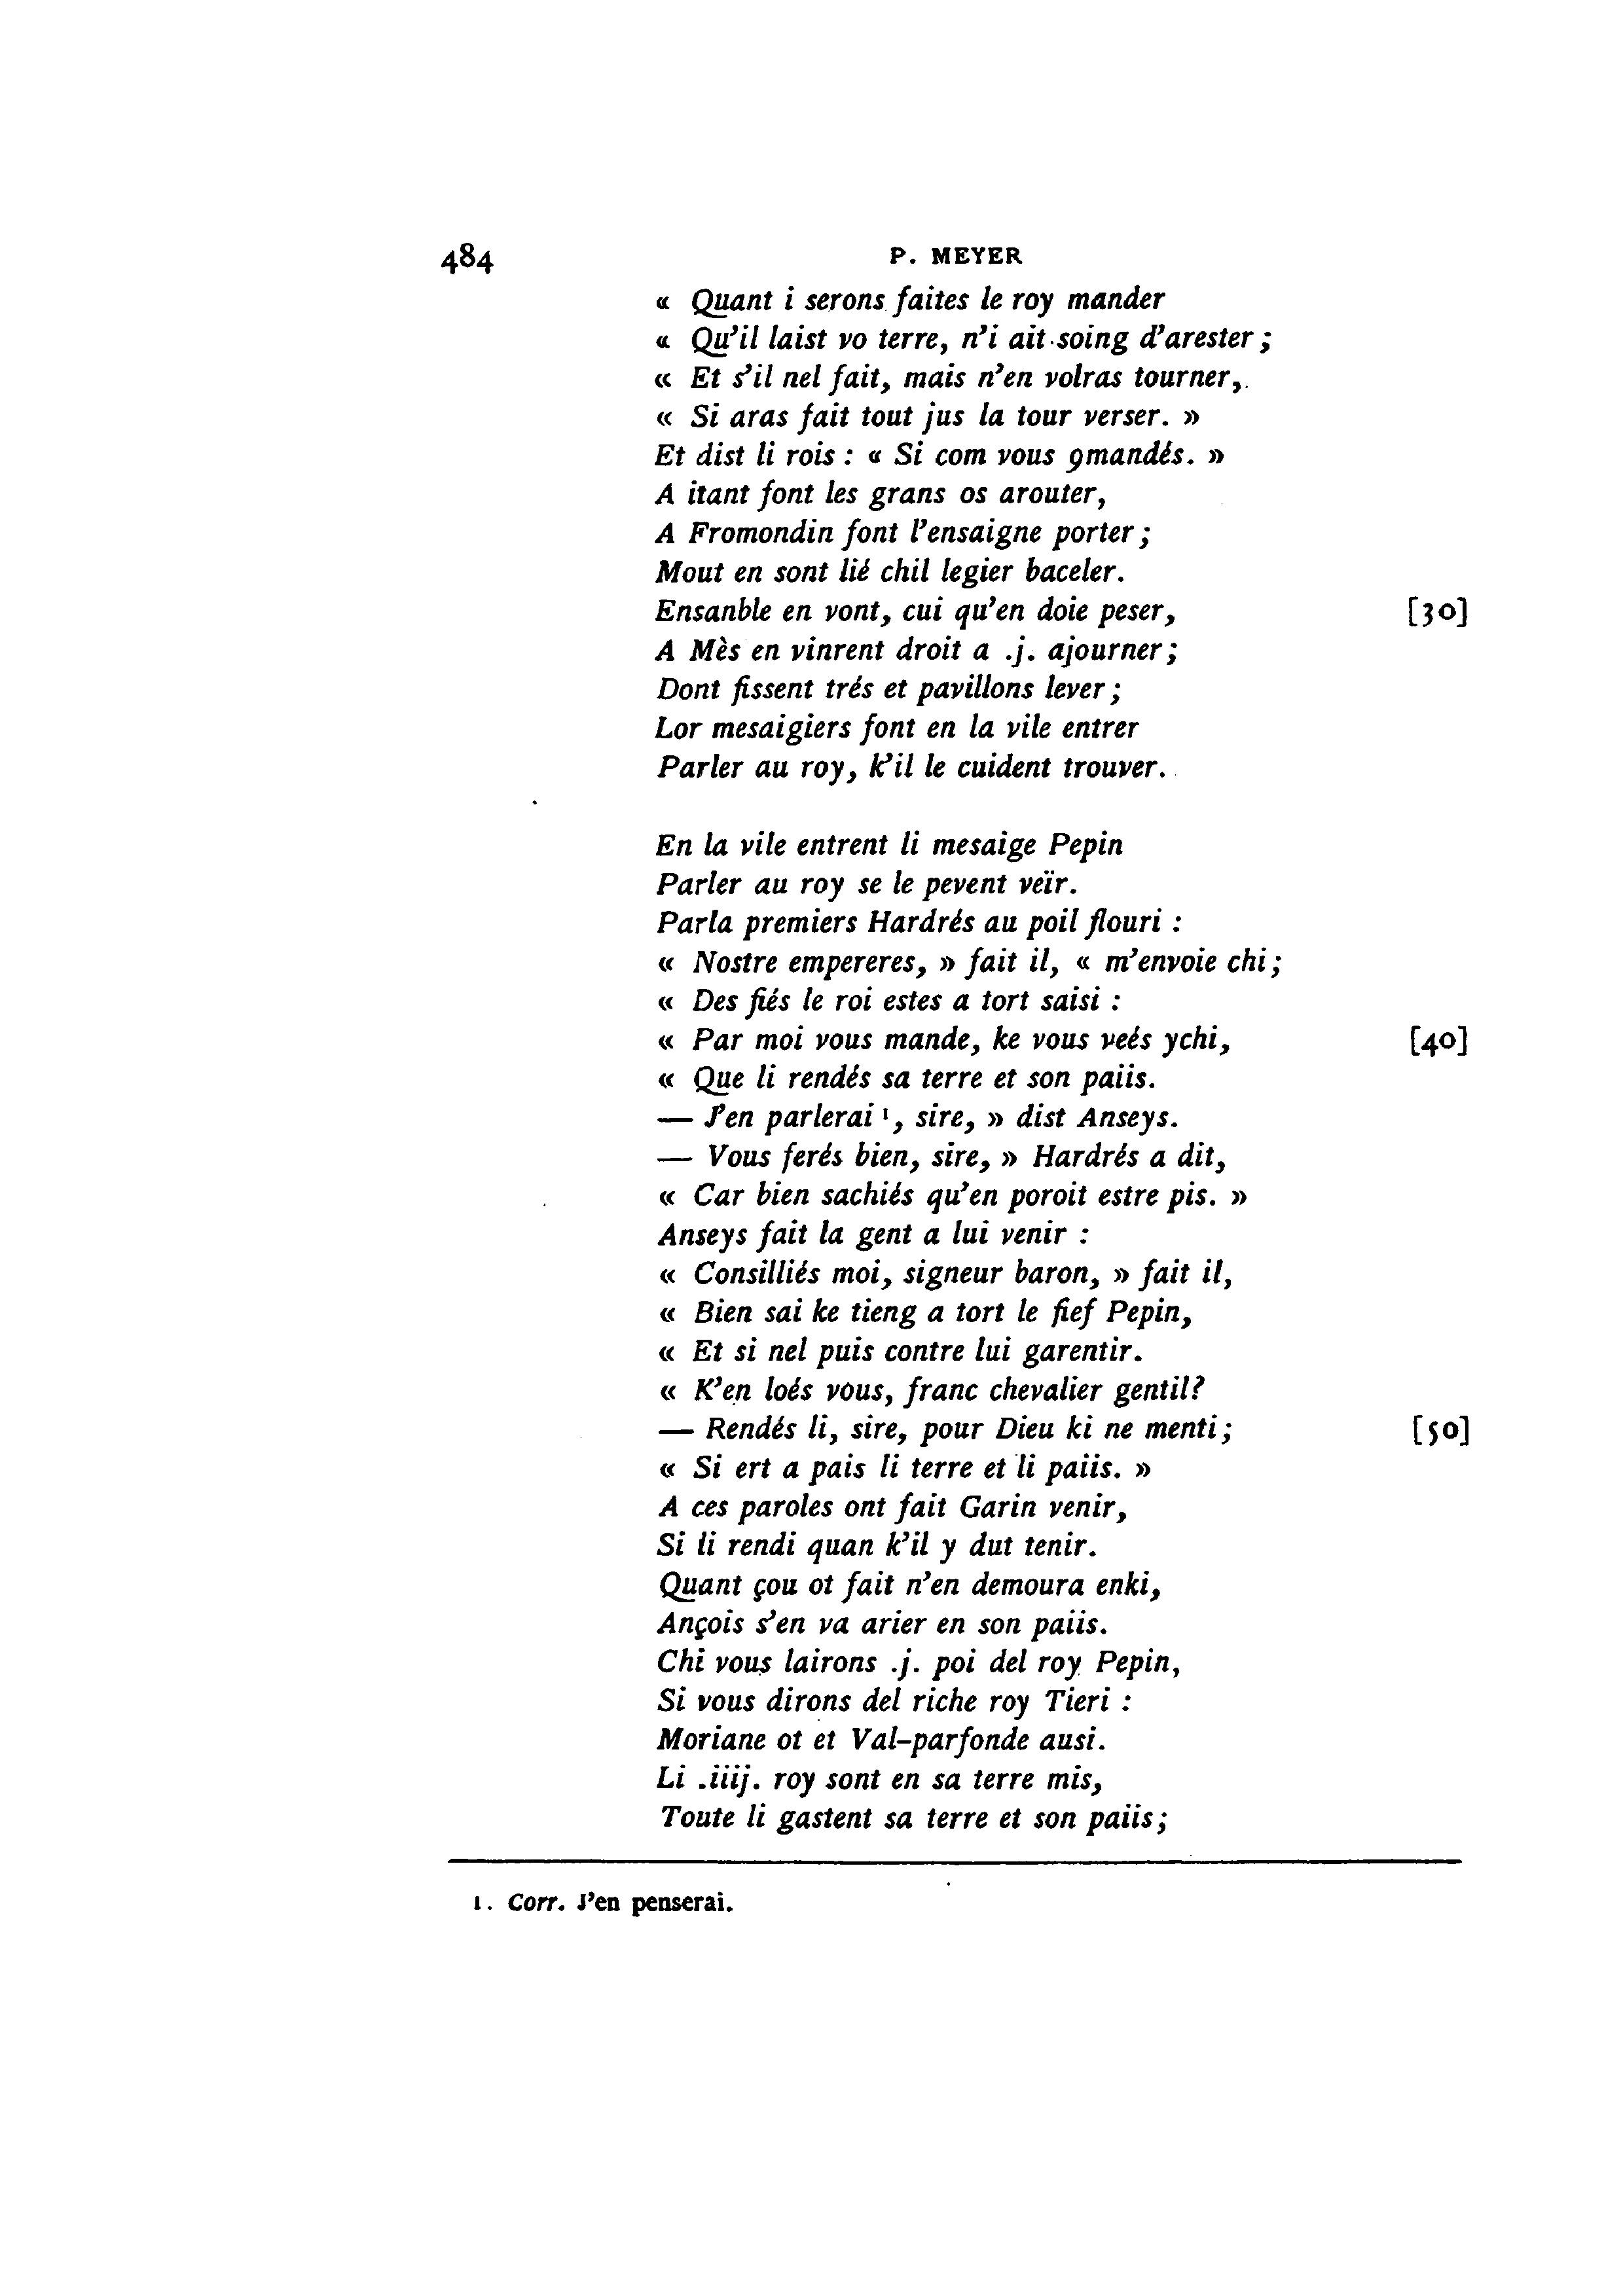 484 P. MEYER
« Quant i serons faites le roy mander
« Qu'il laist vo terre, n'i ait soing d'arester ;
« Et s'il nel fait, mais n'en volras tourner,
« Si aras fait tout jus la tour verser. »
Et dist li rois : « Si com vous ꝯmandés. »
A itant font les grans os arouter,
A Fromondin font l'ensaigne porter ;
Mout en sont lié chil legier baceler.
Ensanble en vont, cui qu'en doie peser, [30]
A Mès en vinrent droit a .j. ajourner ;
Dont fissent trés et pavillons lever ;
Lor mesaigiers font en la vile entrer
Parler au roy, k'il le cuident trouver.
En la vile entrent li mesaige Pepin
Parler au roy se le pevent veïr.
Parla premiers Hardrés au poil flouri :
« Nostre empereres, » fait il, « m'envoie chi ;
« Des fiés le roi estes a tort saisi :
« Par moi vous mande, ke vous veés ychi, [40]
« Que li rendés sa terre et son païis.
— J'en parlerai ¹, sire, » dist Anseys.
— Vous ferés bien, sire, » Hardrés a dit,
« Car bien sachiés qu'en poroit estre pis. »
Anseys fait la gent a lui venir :
« Consilliés moi, signeur baron, » fait il,
« Bien sai ke tieng a tort le fief Pepin,
« Et si nel puis contre lui garentir.
« K'en loés vous, franc chevalier gentil?
— Rendés li, sire, pour Dieu ki ne menti ; [50]
« Si ert a pais li terre et li païis. »
A ces paroles ont fait Garin venir,
Si li rendi quan k'il y dut tenir.
Quant çou ot fait n'en demoura enki,
Ançois s'en va arier en son paiis.
Chi vous lairons .j. poi del roy Pepin,
Si vous dirons del riche roy Tieri :
Moriane ot et Val-parfonde ausi.
Li .iiij. roy sont en sa terre mis,
Toute li gastent sa terre et son paiis ;
1. Corr. J'en penserai.